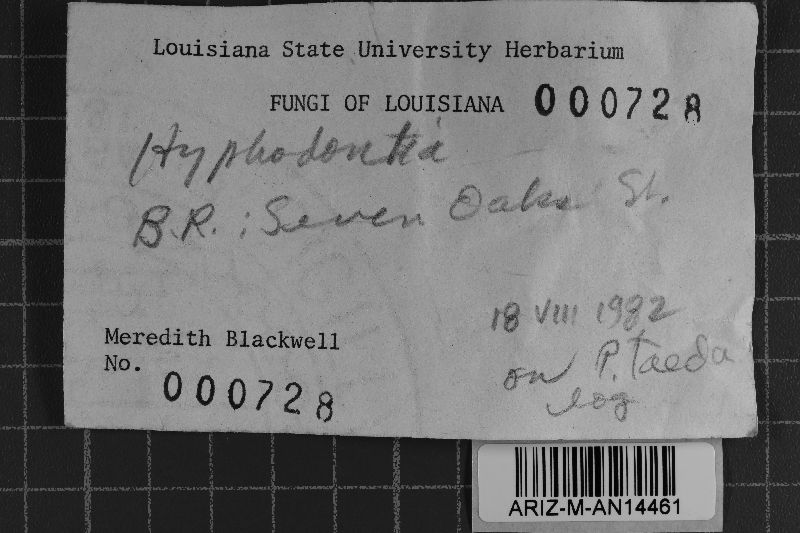 Louisiana State University Herbarium
FUNGI OF LOUISIANA 000728
Hyphodontia
B.R. : Seven Oaks St.
18 VIII 1982
on P. taeda
log
Meredith Blackwell
No. 000728
ARIZ-M-AN14461